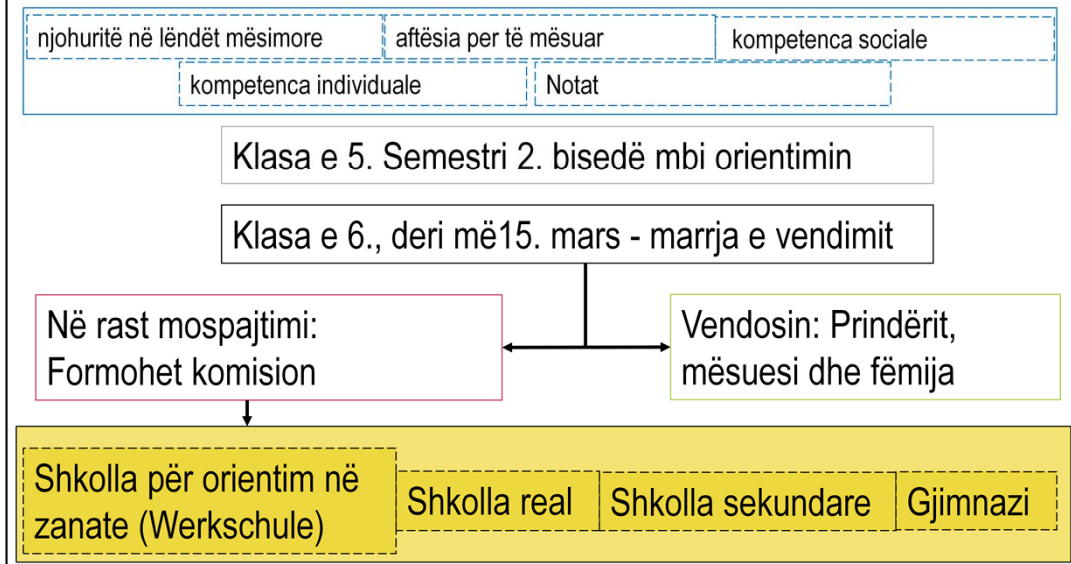 njohuritë në lëndët mësimore
aftësia per të mësuar
kompetenca sociale
kompetenca individuale
Notat
Klasa e 5. Semestri 2. bisedë mbi orientimin
Klasa e 6., deri më15. mars - marrja e vendimit
Në rast mospajtimi:
Formohet komision
Vendosin: Prindërit,
mësuesi dhe fëmija
Shkolla për orientim në
zanate (Werkschule)
Shkolla real
Shkolla sekundare
Gjimnazi